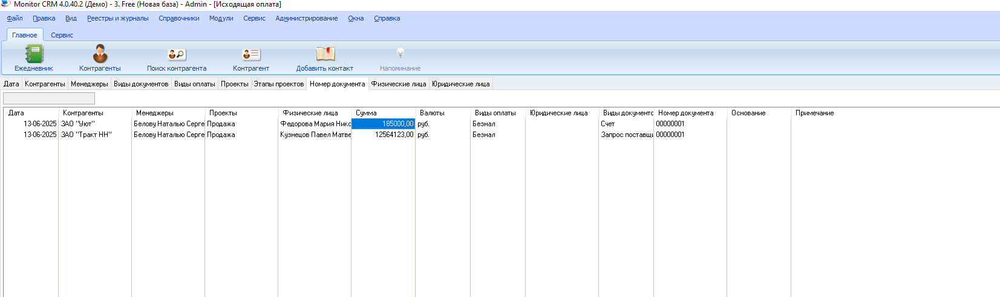 Monitor CRM 4.0.40.2 (Демо) - 3. Free (Новая база) - Admin - [Исходящая оплата]
Файл Правка Вид Реестры и журналы Справочники Модули Сервис Администрирование Окна Справка
Главное Сервис
Ежедневник Контрагенты Поиск контрагента Контрагент Добавить контакт Напоминание
Дата Контрагенты Менеджеры Виды документов Виды оплаты Проекты Этапы проектов Номер документа Физические лица Юридические лица
Дата Контрагенты Менеджеры Проекты Физические лица Сумма Валюты Виды оплаты Юридические лица Виды документо Номер документа Основание Примечание
13-06-2025 ЗАО "Уют" Белову Наталью Серге Продажа Федорова Мария Нико 185000,00 руб. Безнал Счет 00000001
13-06-2025 ЗАО "Тракт НН" Белову Наталью Серге Продажа Кузнецов Павел Матве 12564123,00 руб. Безнал Запрос поставщи 00000001